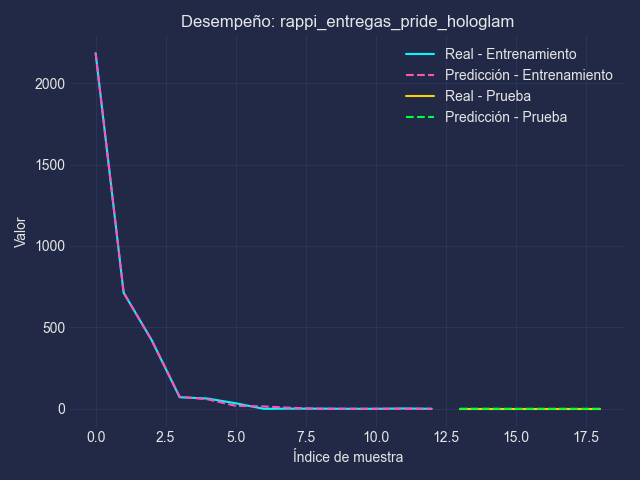 Desempeño: rappi_entregas_pride_hologlam
Real - Entrenamiento
Predicción - Entrenamiento
Real - Prueba
Predicción - Prueba
Valor
2000
1500
1000
500
0
0.0 2.5 5.0 7.5 10.0 12.5 15.0 17.5
Índice de muestra